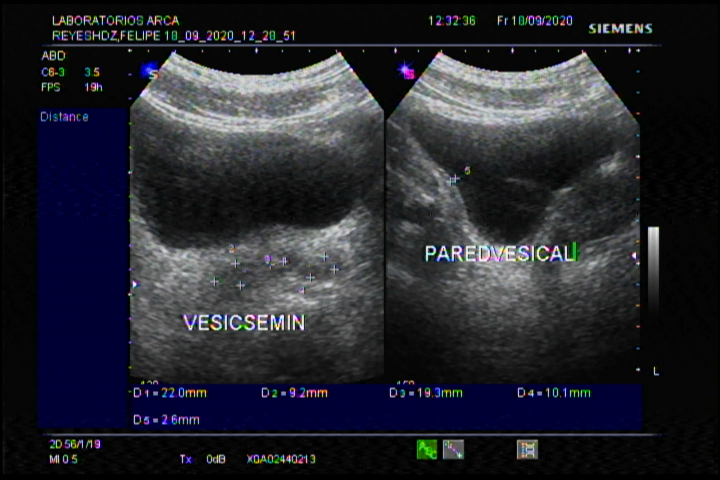 LABORATORIOS ARCA 12:32:36 Fr 18/09/2020
REYESHDZ,FELIPE 18_09_2020_12_28_51 SIEMENS
ABD
C6-3 3.5
FPS 19h
Distance
S
S
5
PAREDVESICAL
VESICSEMIN
D1=22.0mm D2=9.2mm D3=19.3mm D4=10.1mm
D5=2.6mm
L
2D 56/1/19
MI 0.5 Tx 0dB X0A02440213